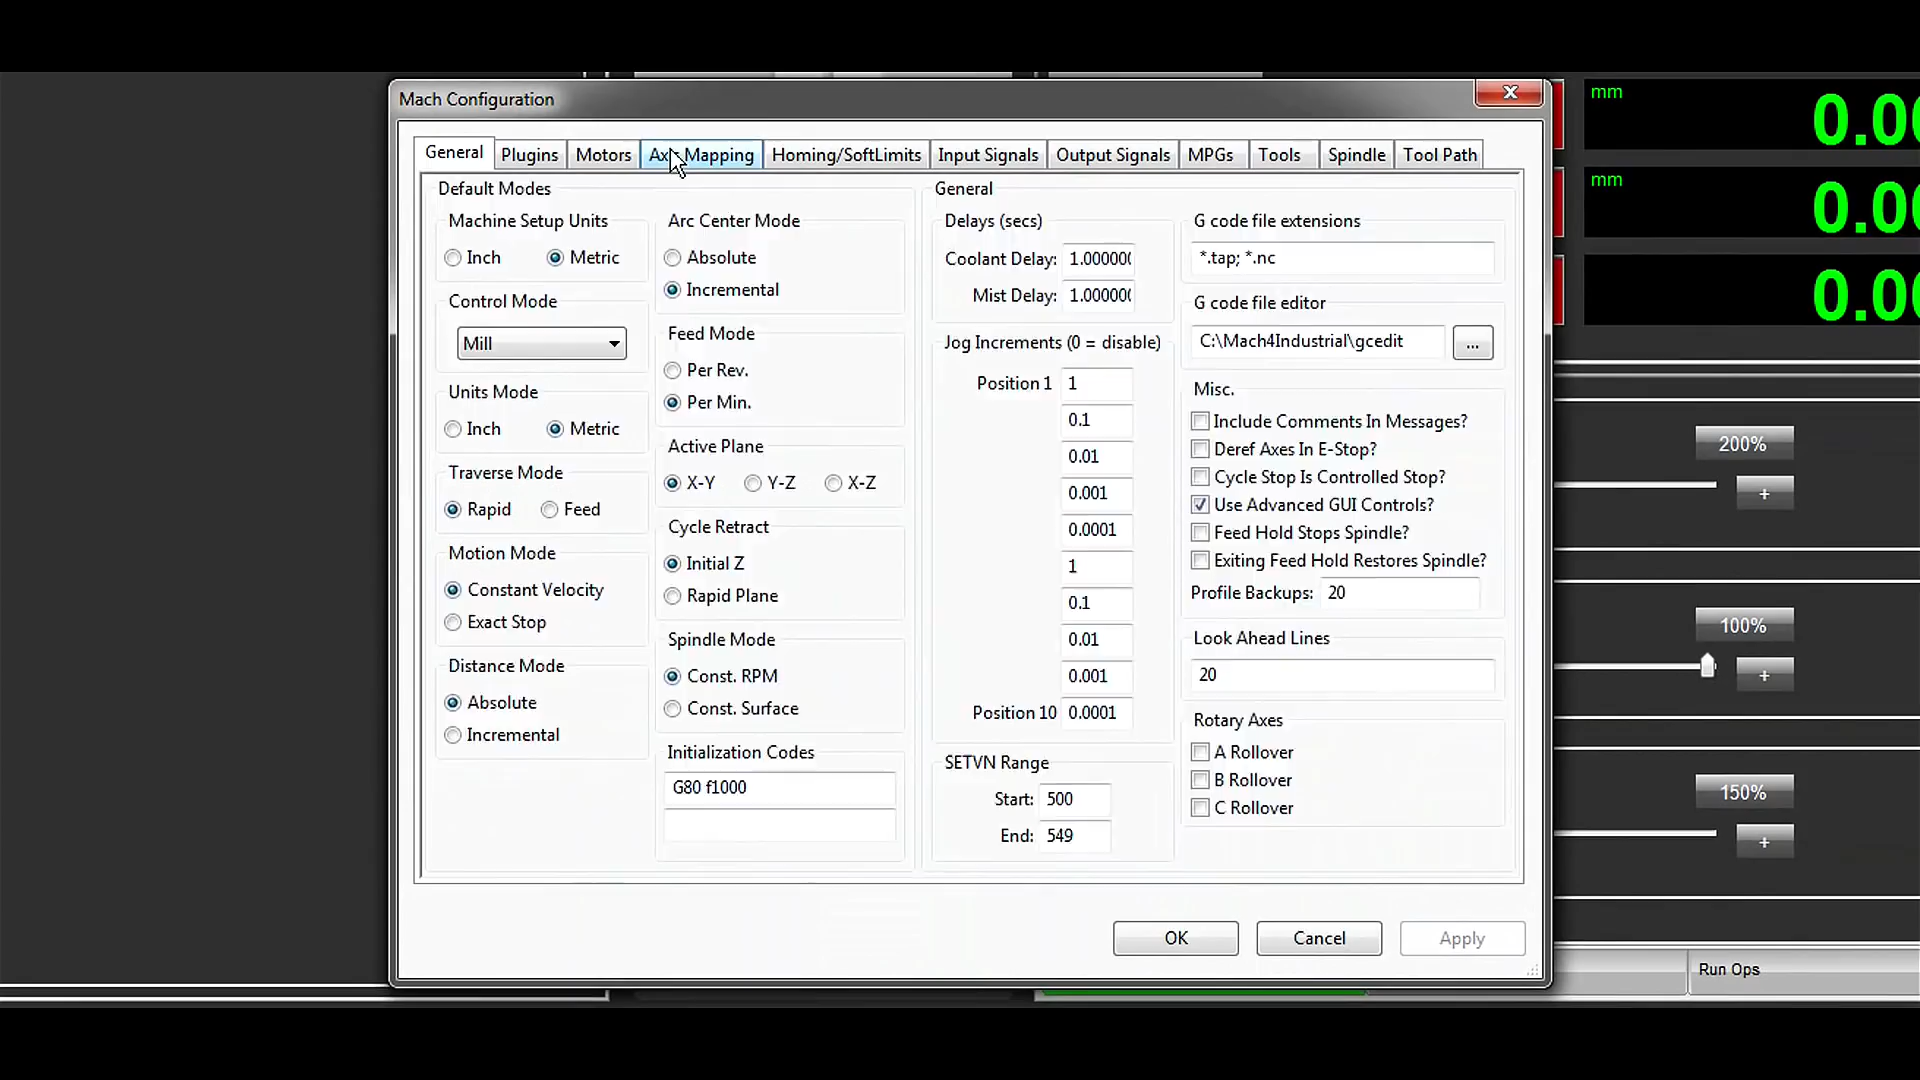 Mach Configuration
General
Plugins
Motors
Mapping
Homing/SoftLimits
Input Signals
Output Signals
MPGs
Tools
Spindle
Tool Path
Default Modes
Machine Setup Units
Inch
Metric
Control Mode
Mill
Units Mode
Inch
Metric
Traverse Mode
Rapid
Feed
Motion Mode
Constant Velocity
Exact Stop
Distance Mode
Absolute
Incremental
Arc Center Mode
Absolute
Incremental
Feed Mode
Per Rev.
Per Min.
Active Plane
X-Y
Y-Z
X-Z
Cycle Retract
Initial Z
Rapid Plane
Spindle Mode
Const. RPM
Const. Surface
Initialization Codes
G80 f1000
General
Delays (secs)
Coolant Delay: 1.00000
Mist Delay: 1.00000
Jog Increments (0 = disable)
Position 1 1
0.1
0.01
0.001
0.0001
1
0.1
0.01
0.001
Position 10 0.0001
SETVN Range
Start: 500
End: 549
G code file extensions
*.tap; *.nc
G code file editor
C:\Mach4Industrial\gcedit
...
Misc.
Include Comments In Messages?
Deref Axes In E-Stop?
Cycle Stop Is Controlled Stop?
Use Advanced GUI Controls?
Feed Hold Stops Spindle?
Exiting Feed Hold Restores Spindle?
Profile Backups: 20
Look Ahead Lines
20
Rotary Axes
A Rollover
B Rollover
C Rollover
OK
Cancel
Apply
mm
0.0
mm
0.0
mm
0.0
200%
+
100%
+
150%
+
Run Ops